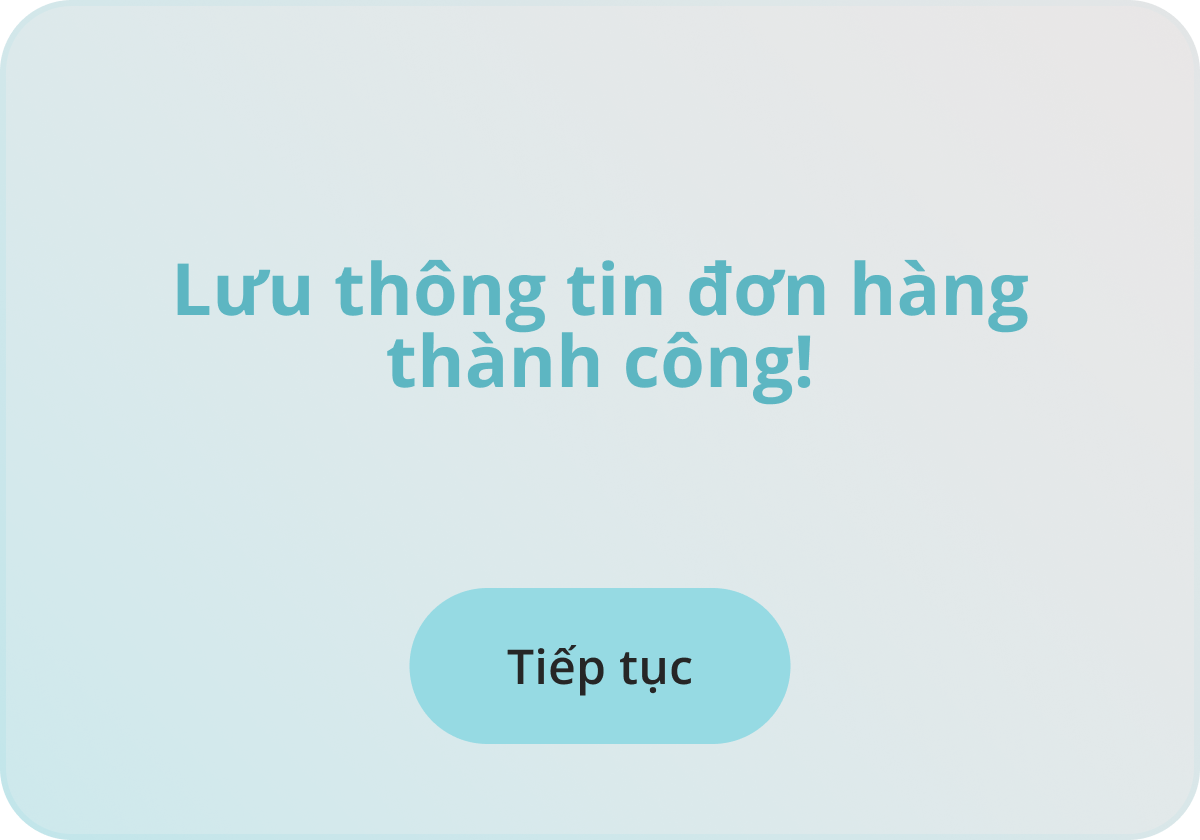 Lưu thông tin đơn hàng
thành công!
Tiếp tục